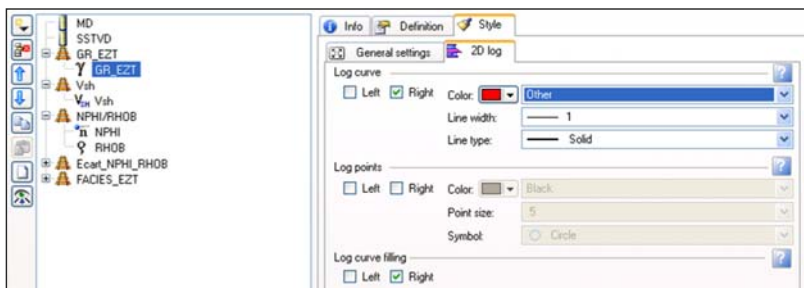 MD
SSTVD
GR_EZT
GR_EZT
Vsh
VSH Vsh
NPHI/RHOB
n NPHI
RHOB
Ecart_NPHI_RHOB
FACIES_EZT
Info Definition Style
General settings 2D log
Log curve ?
Left Right Color: Other
Line width: 1
Line type: Solid
Log points ?
Left Right Color: Black
Point size: 5
Symbol: Circle
Log curve filling ?
Left Right